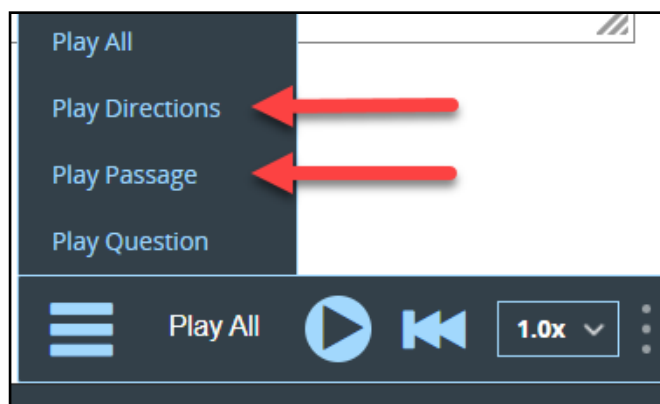 Play All
Play Directions
Play Passage
Play Question
Play All 1.0x